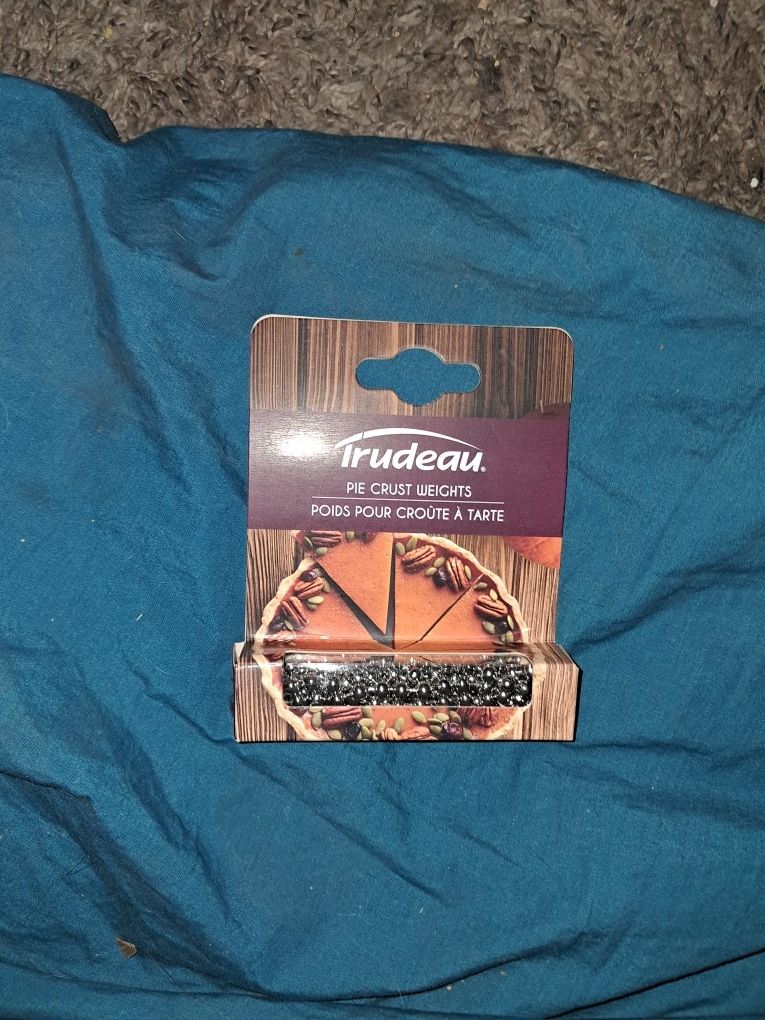 Trudeau®
PIE CRUST WEIGHTS
POIDS POUR CROÛTE À TARTE